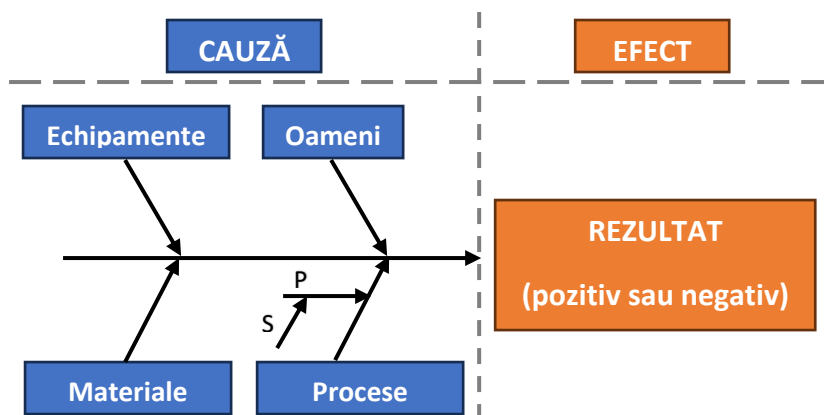 CAUZĂ
EFECT
Echipamente
Oameni
REZULTAT
(pozitiv sau negativ)
P
S
Materiale
Procese